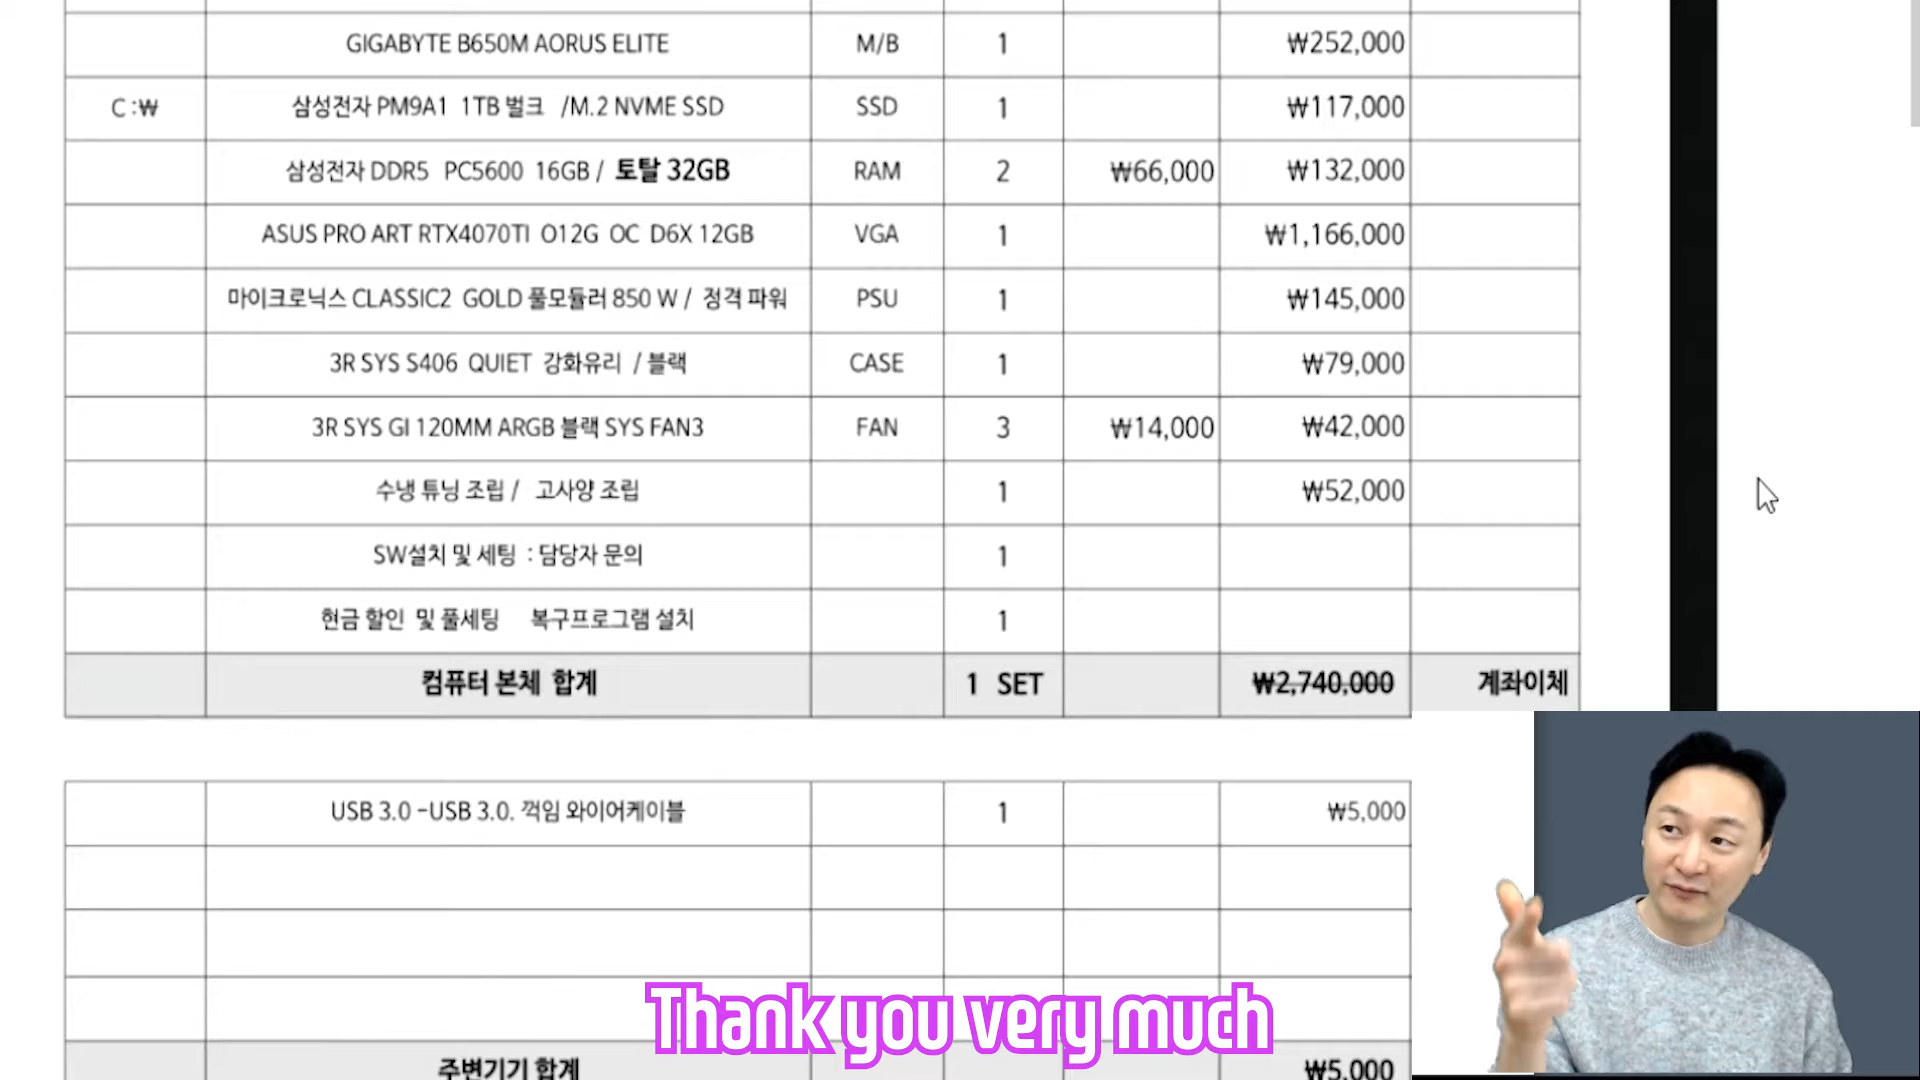 GIGABYTE B650M AORUS ELITE M/B 1 ₩252,000
C:₩ 삼성전자 PM9A1 1TB 벌크 /M.2 NVME SSD SSD 1 ₩117,000
삼성전자 DDR5 PC5600 16GB / 토탈 32GB RAM 2 ₩66,000 ₩132,000
ASUS PRO ART RTX4070TI O12G OC D6X 12GB VGA 1 ₩1,166,000
마이크로닉스 CLASSIC2 GOLD 풀모듈러 850 W / 정격 파워 PSU 1 ₩145,000
3R SYS S406 QUIET 강화유리 / 블랙 CASE 1 ₩79,000
3R SYS GI 120MM ARGB 블랙 SYS FAN3 FAN 3 ₩14,000 ₩42,000
수냉 튜닝 조립 / 고사양 조립 1 ₩52,000
SW설치 및 세팅 : 담당자 문의 1
현금 할인 및 풀세팅 복구프로그램 설치 1
컴퓨터 본체 합계 1 SET ₩2,740,000 계좌이체
USB 3.0 -USB 3.0. 꺽임 와이어케이블 1 ₩5,000
Thank you very much
주변기기 합계 ₩5,000